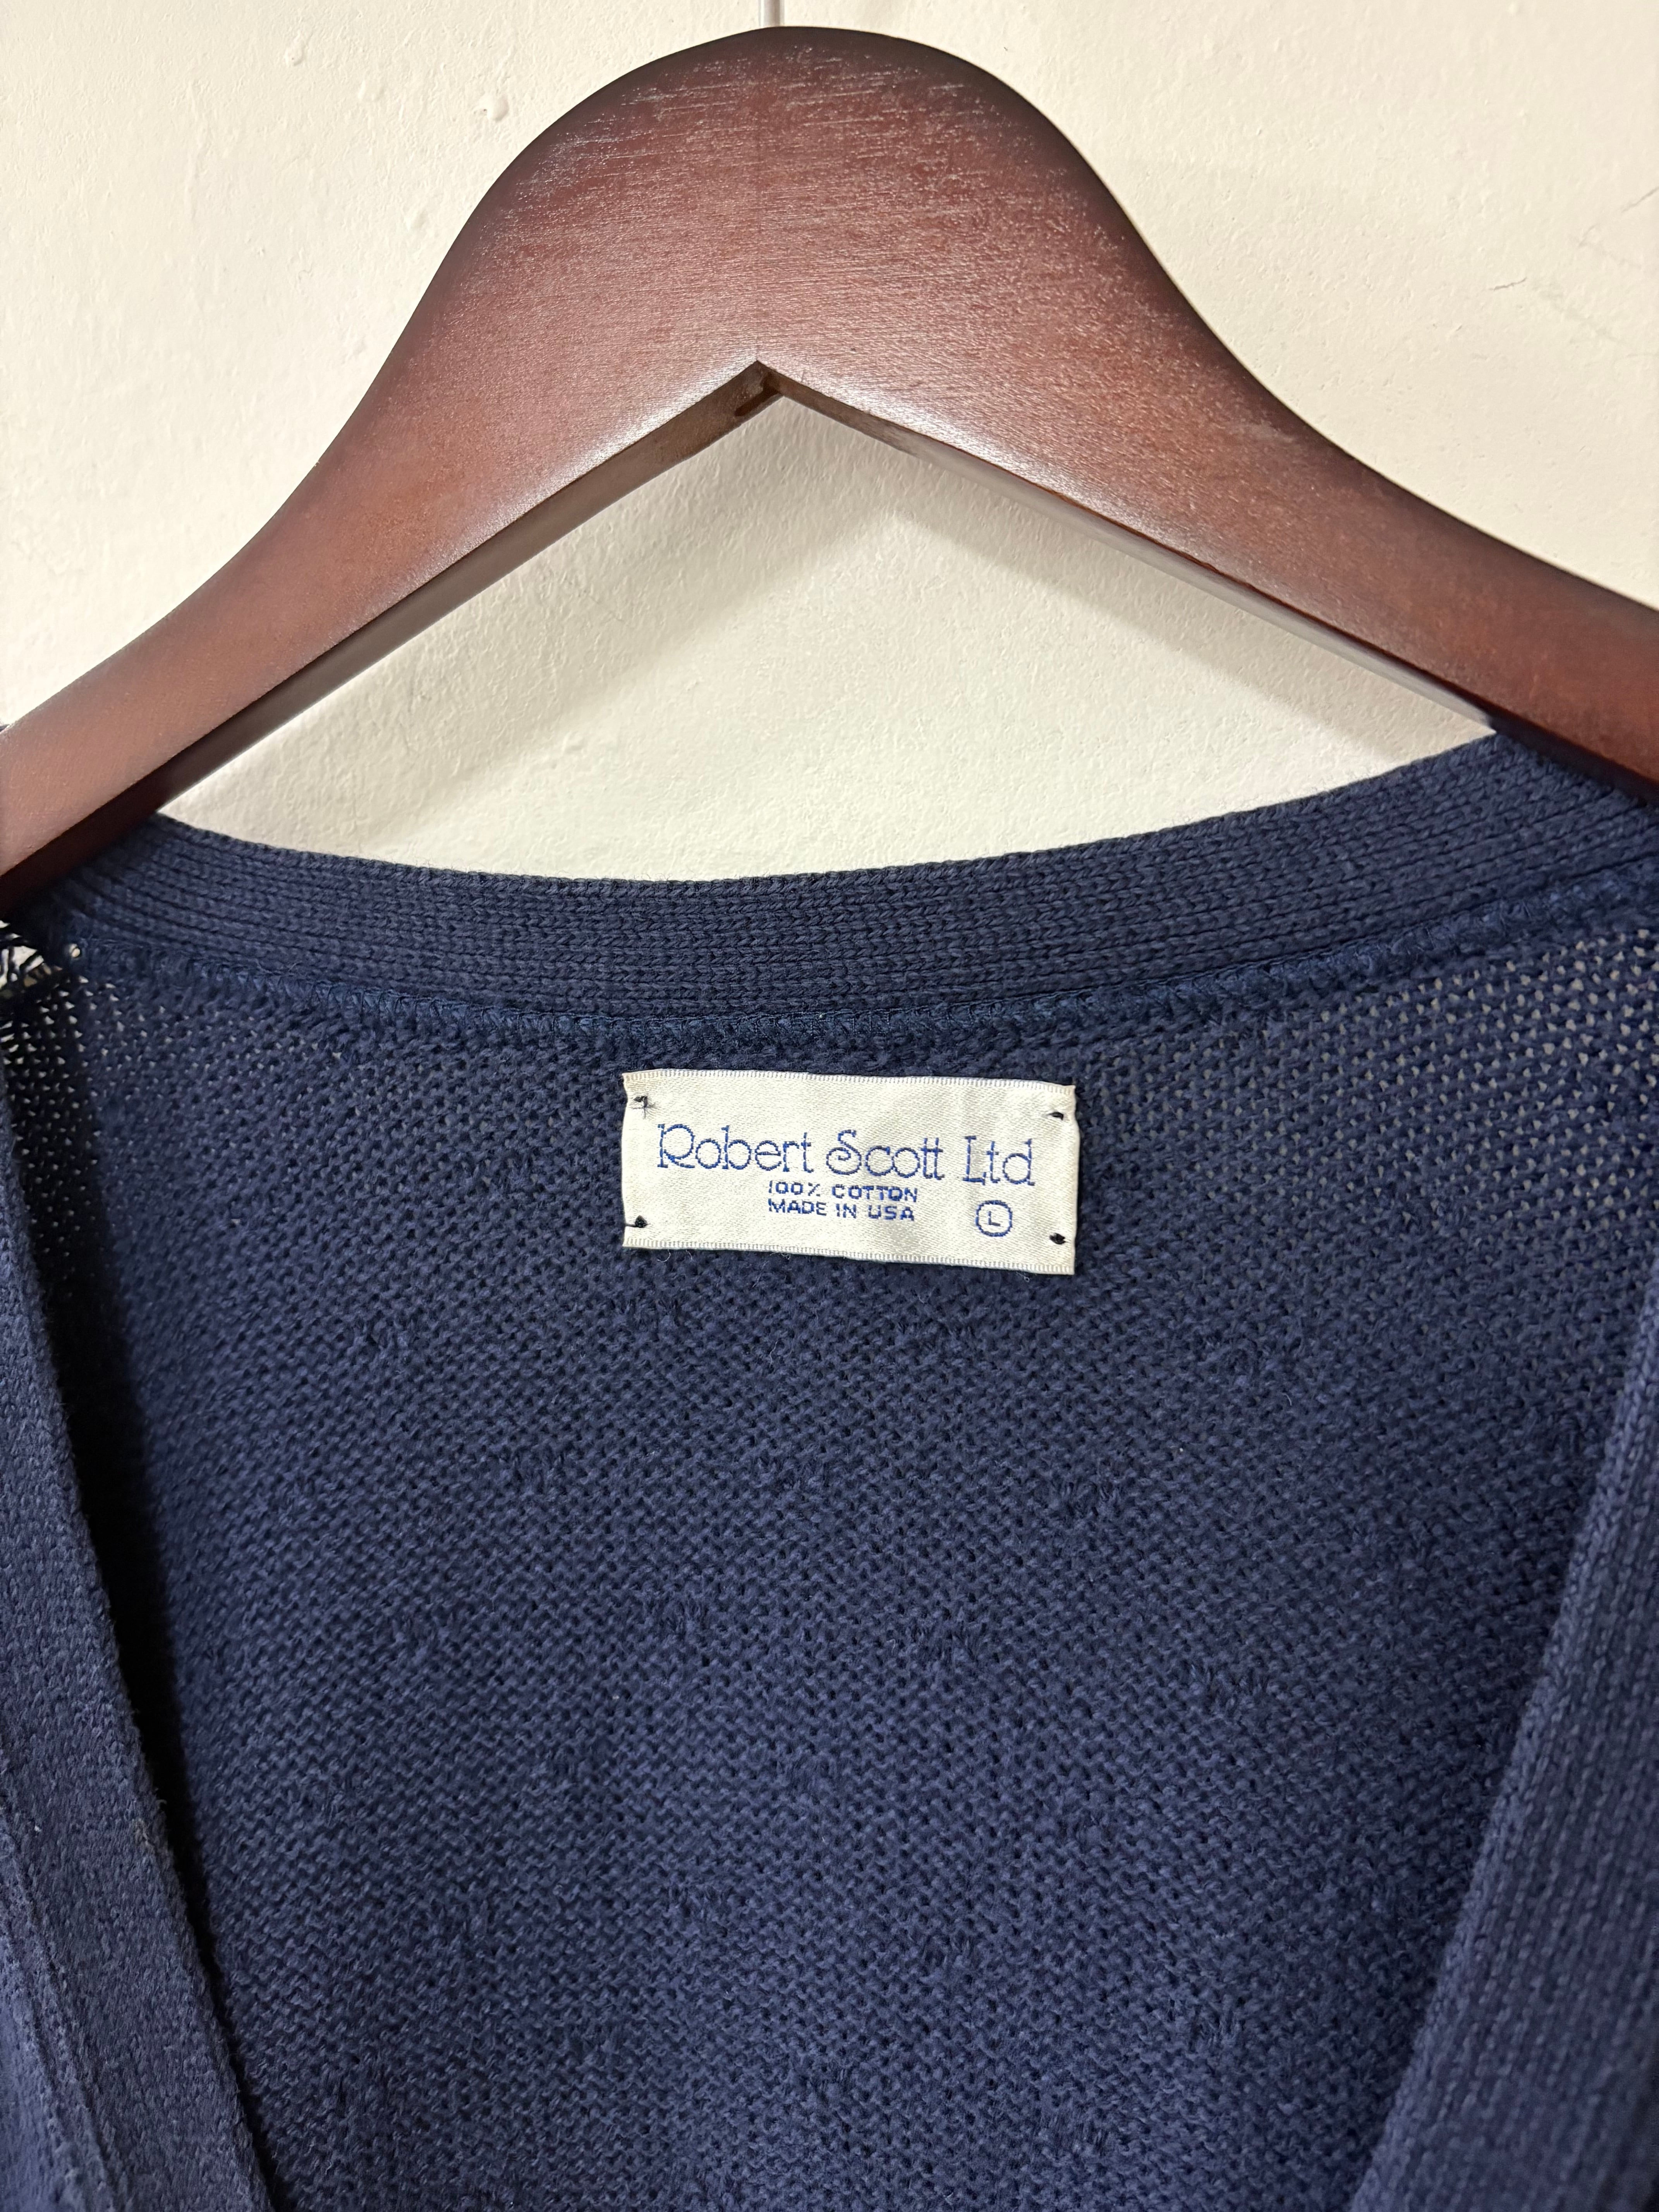 Robert Scott Ltd
100% COTTON
MADE IN USA
L